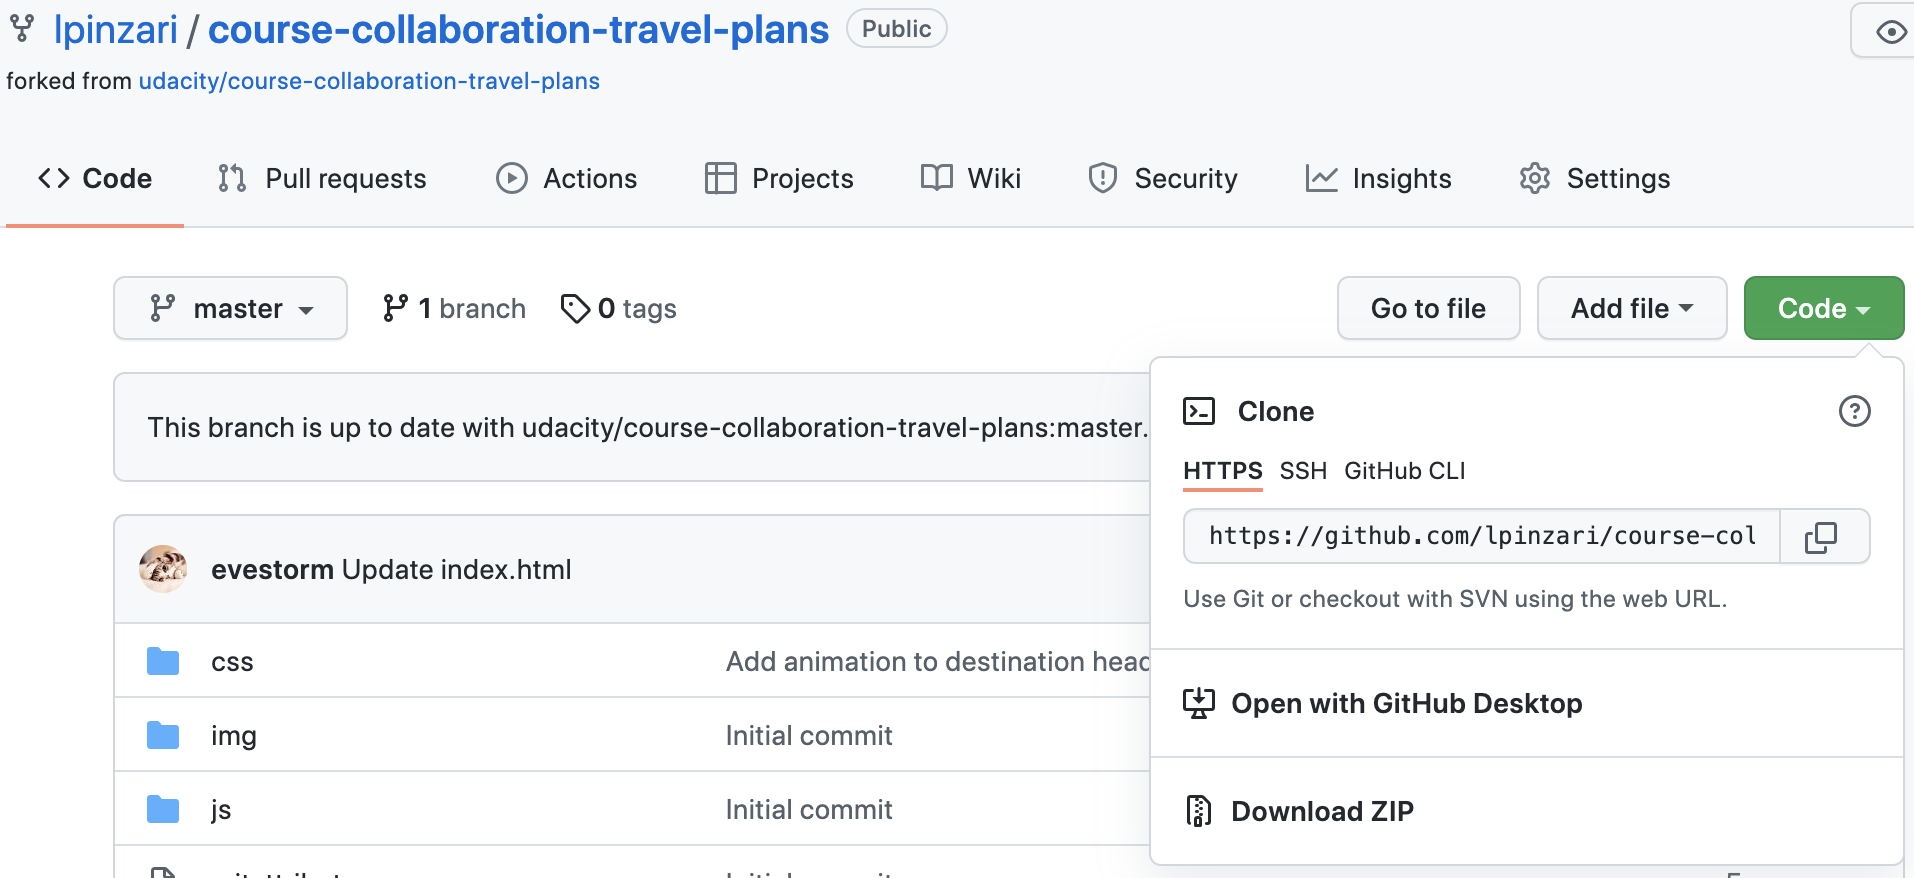 lpinzari / course-collaboration-travel-plans Public
forked from udacity/course-collaboration-travel-plans
Code Pull requests Actions Projects Wiki Security Insights Settings
master 1 branch 0 tags Go to file Add file Code
This branch is up to date with udacity/course-collaboration-travel-plans:master.
Clone
HTTPS SSH GitHub CLI
https://github.com/lpinzari/course-col
Use Git or checkout with SVN using the web URL.
Open with GitHub Desktop
Download ZIP
evestorm Update index.html
css Add animation to destination head
img Initial commit
js Initial commit